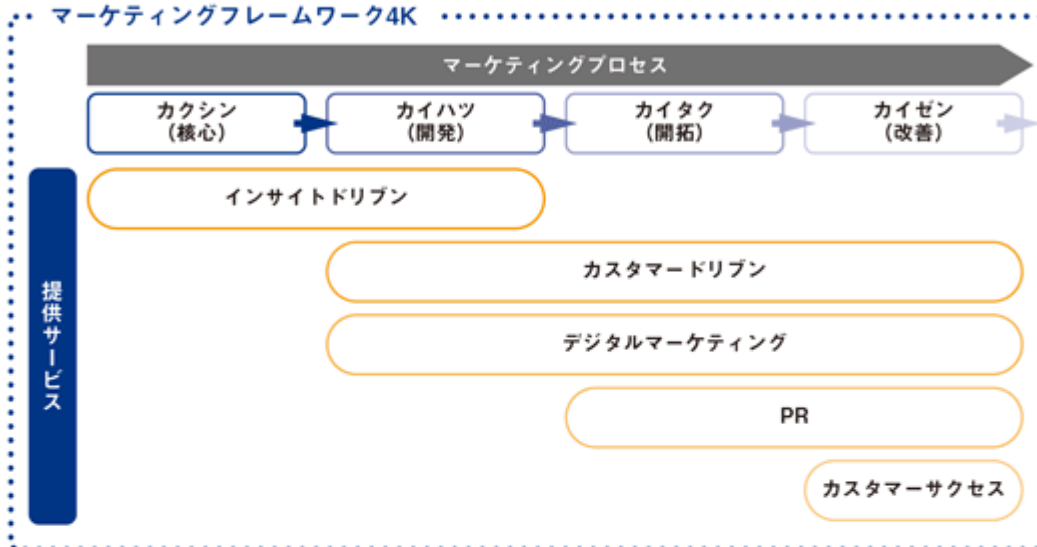 マーケティングフレームワーク4K
マーケティングプロセス
カクシン
(核心)
カイハツ
(開発)
カイタク
(開拓)
カイゼン
(改善)
提供サービス
インサイトドリブン
カスタマードリブン
デジタルマーケティング
PR
カスタマーサクセス